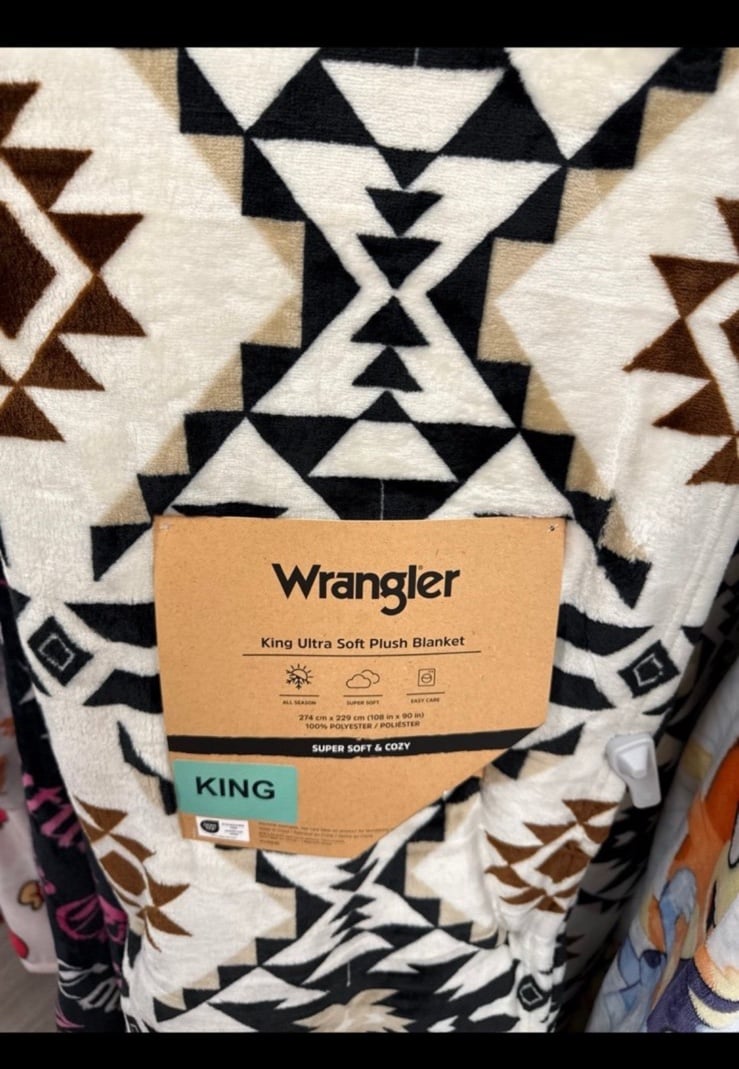 Wrangler
King Ultra Soft Plush Blanket
ALL SEASON
SUPER SOFT
EASY CARE
274 cm x 229 cm (108 in x 90 in)
100% POLYESTER / POLIÉSTER
SUPER SOFT & COZY
KING